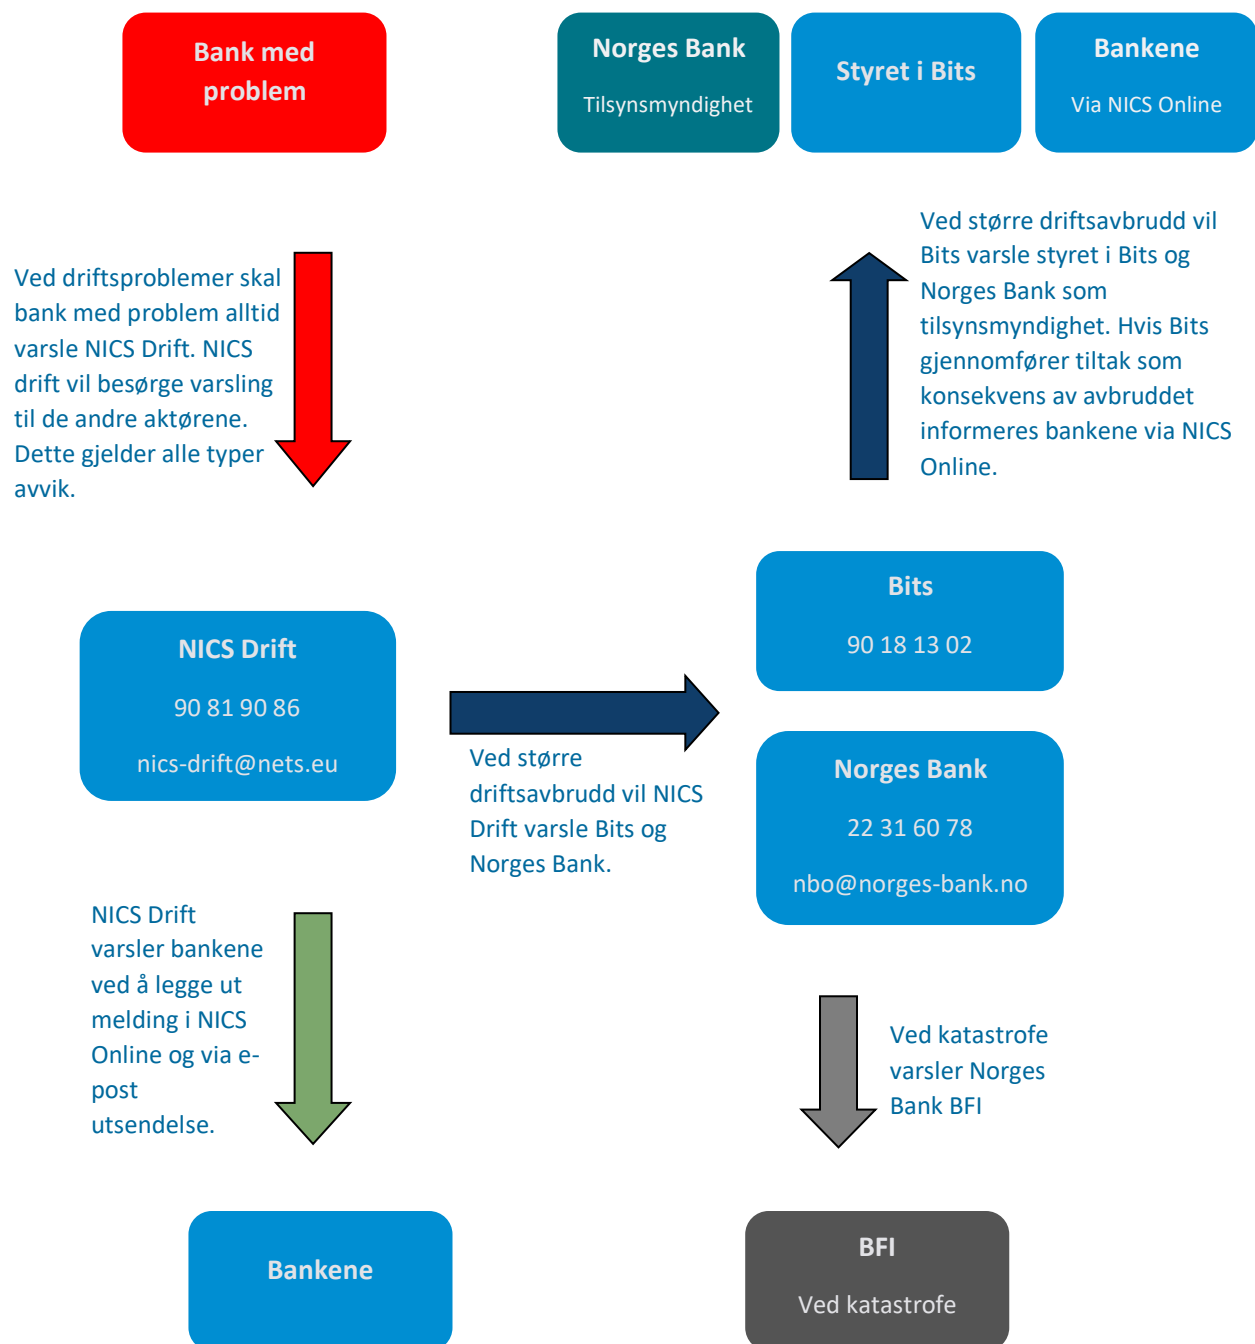 Bank med
problem
Norges Bank
Tilsynsmyndighet
Styret i Bits
Bankene
Via NICS Online
Ved driftsproblemer skal
bank med problem alltid
varsle NICS Drift. NICS
drift vil besørge varsling
til de andre aktørene.
Dette gjelder alle typer
avvik.
Ved større driftsavbrudd vil
Bits varsle styret i Bits og
Norges Bank som
tilsynsmyndighet. Hvis Bits
gjennomfører tiltak som
konsekvens av avbruddet
informeres bankene via NICS
Online.
NICS Drift
90 81 90 86
nics-drift@nets.eu
Ved større
driftsavbrudd vil NICS
Drift varsle Bits og
Norges Bank.
Bits
90 18 13 02
Norges Bank
22 31 60 78
nbo@norges-bank.no
NICS Drift
varsler bankene
ved å legge ut
melding i NICS
Online og via e-
post
utsendelse.
Ved katastrofe
varsler Norges
Bank BFI
Bankene
BFI
Ved katastrofe